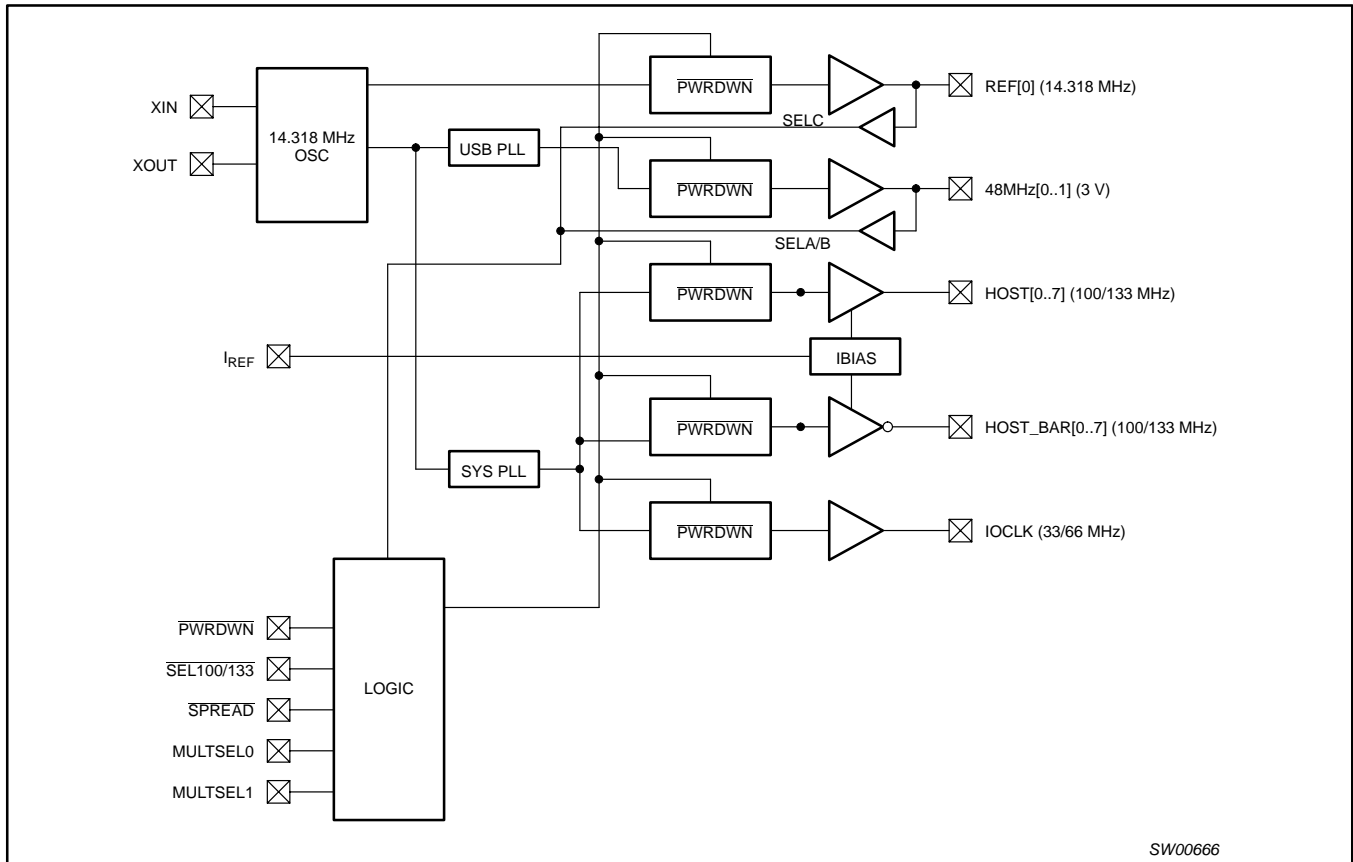 XIN
XOUT
14.318 MHz
OSC
USB PLL
SYS PLL
PWRDWN
REF[0] (14.318 MHz)
SELC
PWRDWN
48MHz[0..1] (3 V)
SELA/B
PWRDWN
HOST[0..7] (100/133 MHz)
IREF
IBIAS
PWRDWN
HOST_BAR[0..7] (100/133 MHz)
PWRDWN
IOCLK (33/66 MHz)
PWRDWN
SEL100/133
SPREAD
MULTSEL0
MULTSEL1
LOGIC
SW00666